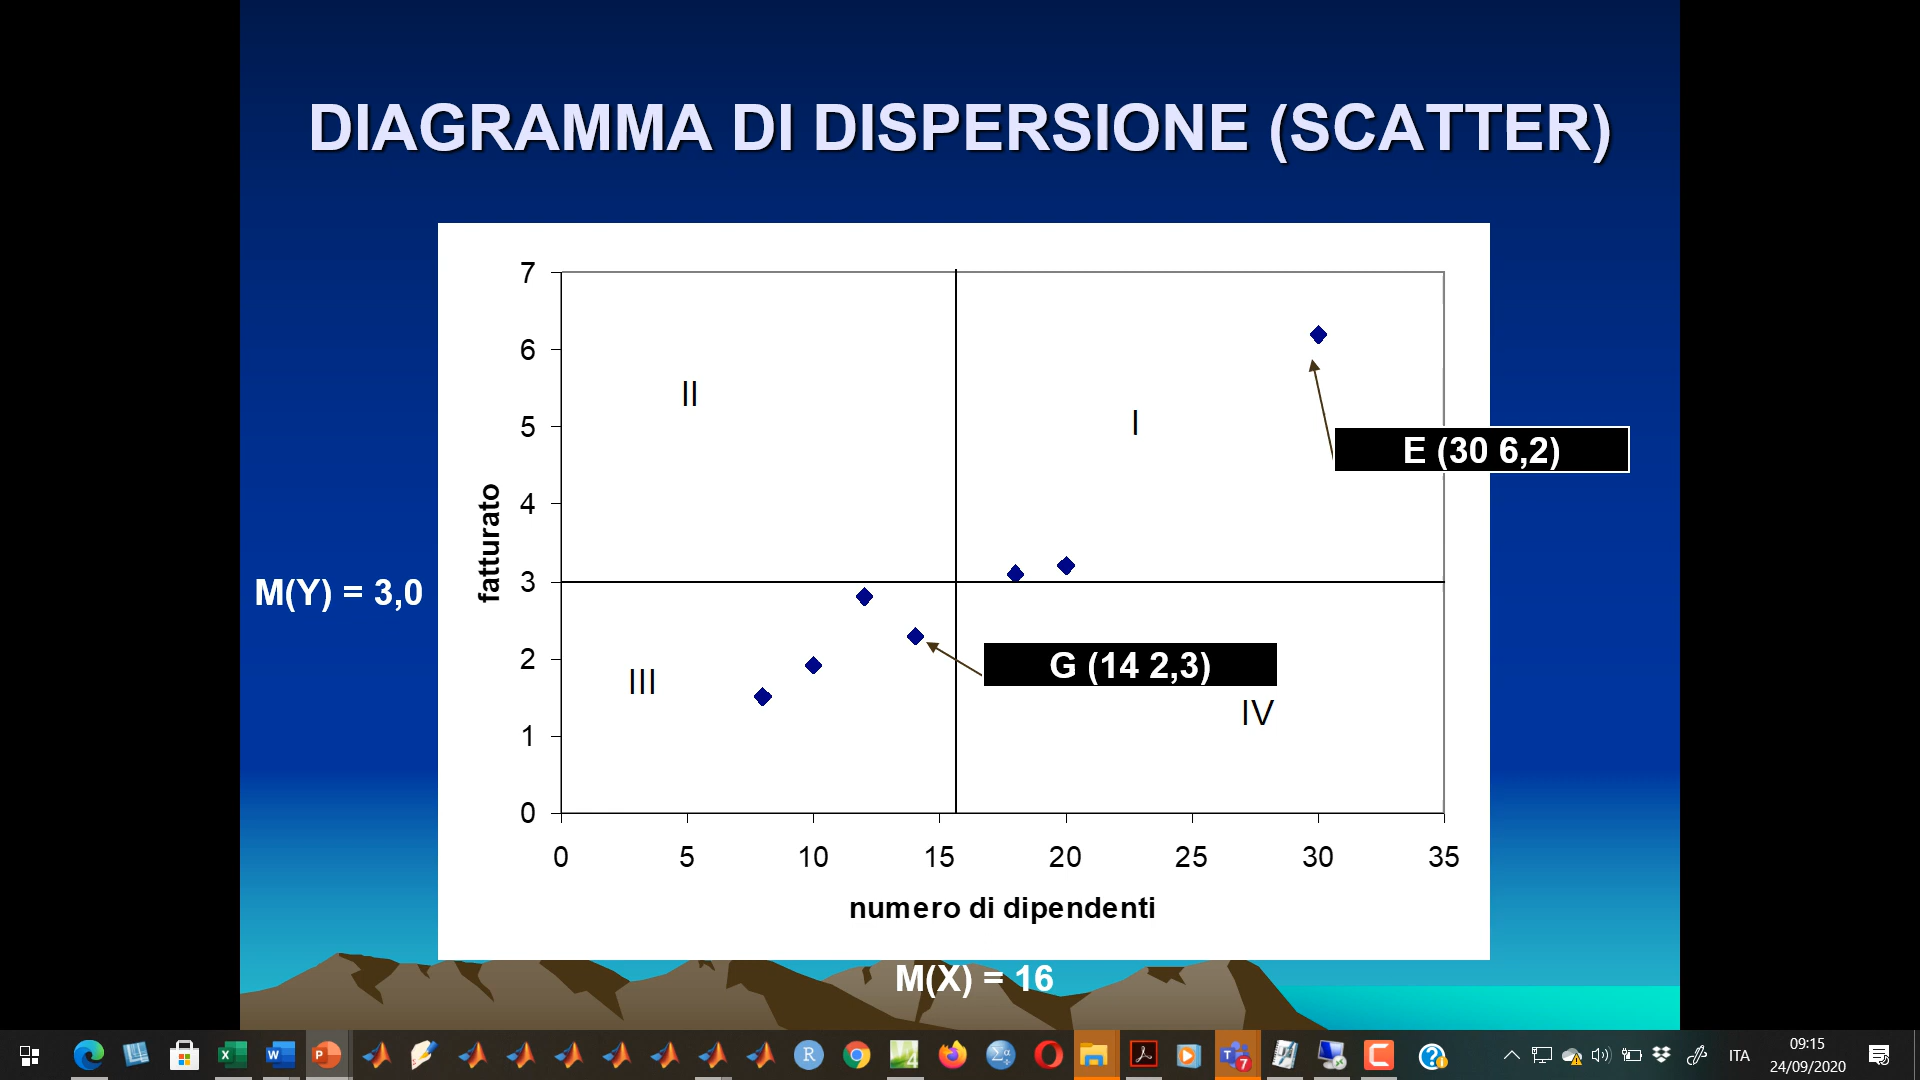 DIAGRAMMA DI DISPERSIONE (SCATTER)
7
6
5
4
3
2
1
0
fatturato
II
I
III
IV
E (30 6,2)
G (14 2,3)
M(Y) = 3,0
0 5 10 15 20 25 30 35
numero di dipendenti
M(X) = 16
ITA
09:15
24/09/2020